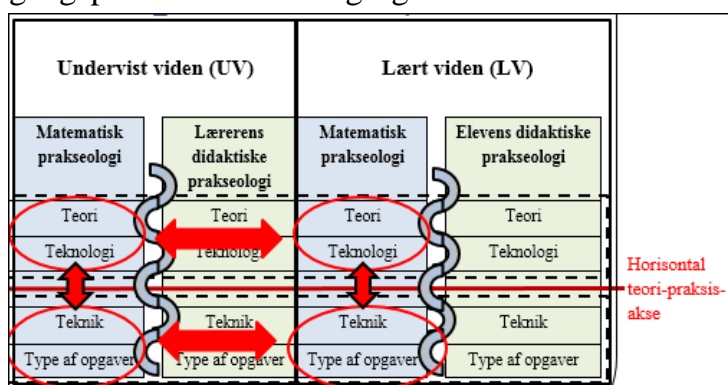 Undervist viden (UV)
Lært viden (LV)
Matematisk
prakseologi
Lærerens
didaktiske
prakseologi
Matematisk
prakseologi
Elevens didaktiske
prakseologi
Teori
Teori
Teori
Teori
Teknologi
Teknologi
Teknologi
Teknologi
Horisontal
teori-praksis-
akse
Teknik
Teknik
Teknik
Teknik
Type af opgaver
Type af opgaver
Type af opgaver
Type af opgaver